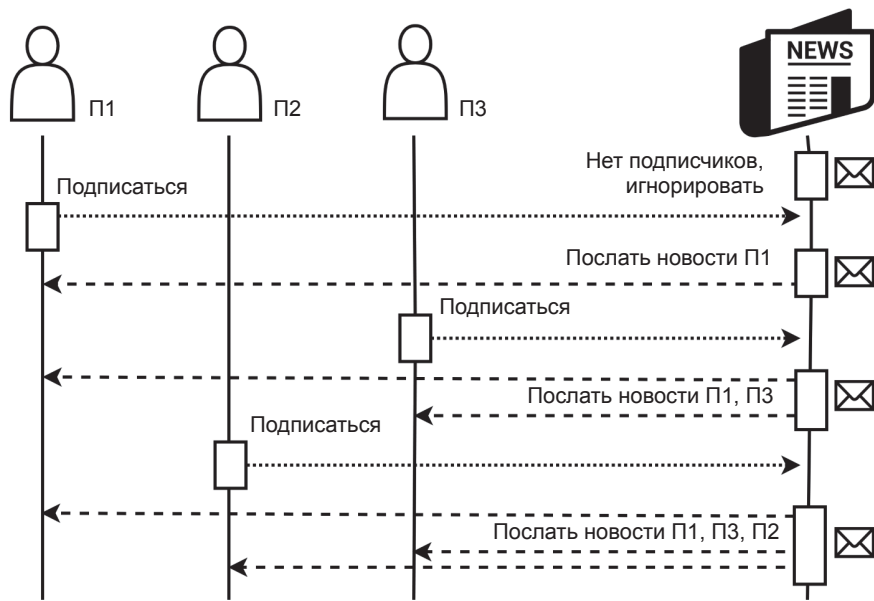 NEWS
П1
П2
П3
Нет подписчиков,
игнорировать
Подписаться
Послать новости П1
Подписаться
Послать новости П1, П3
Подписаться
Послать новости П1, П3, П2